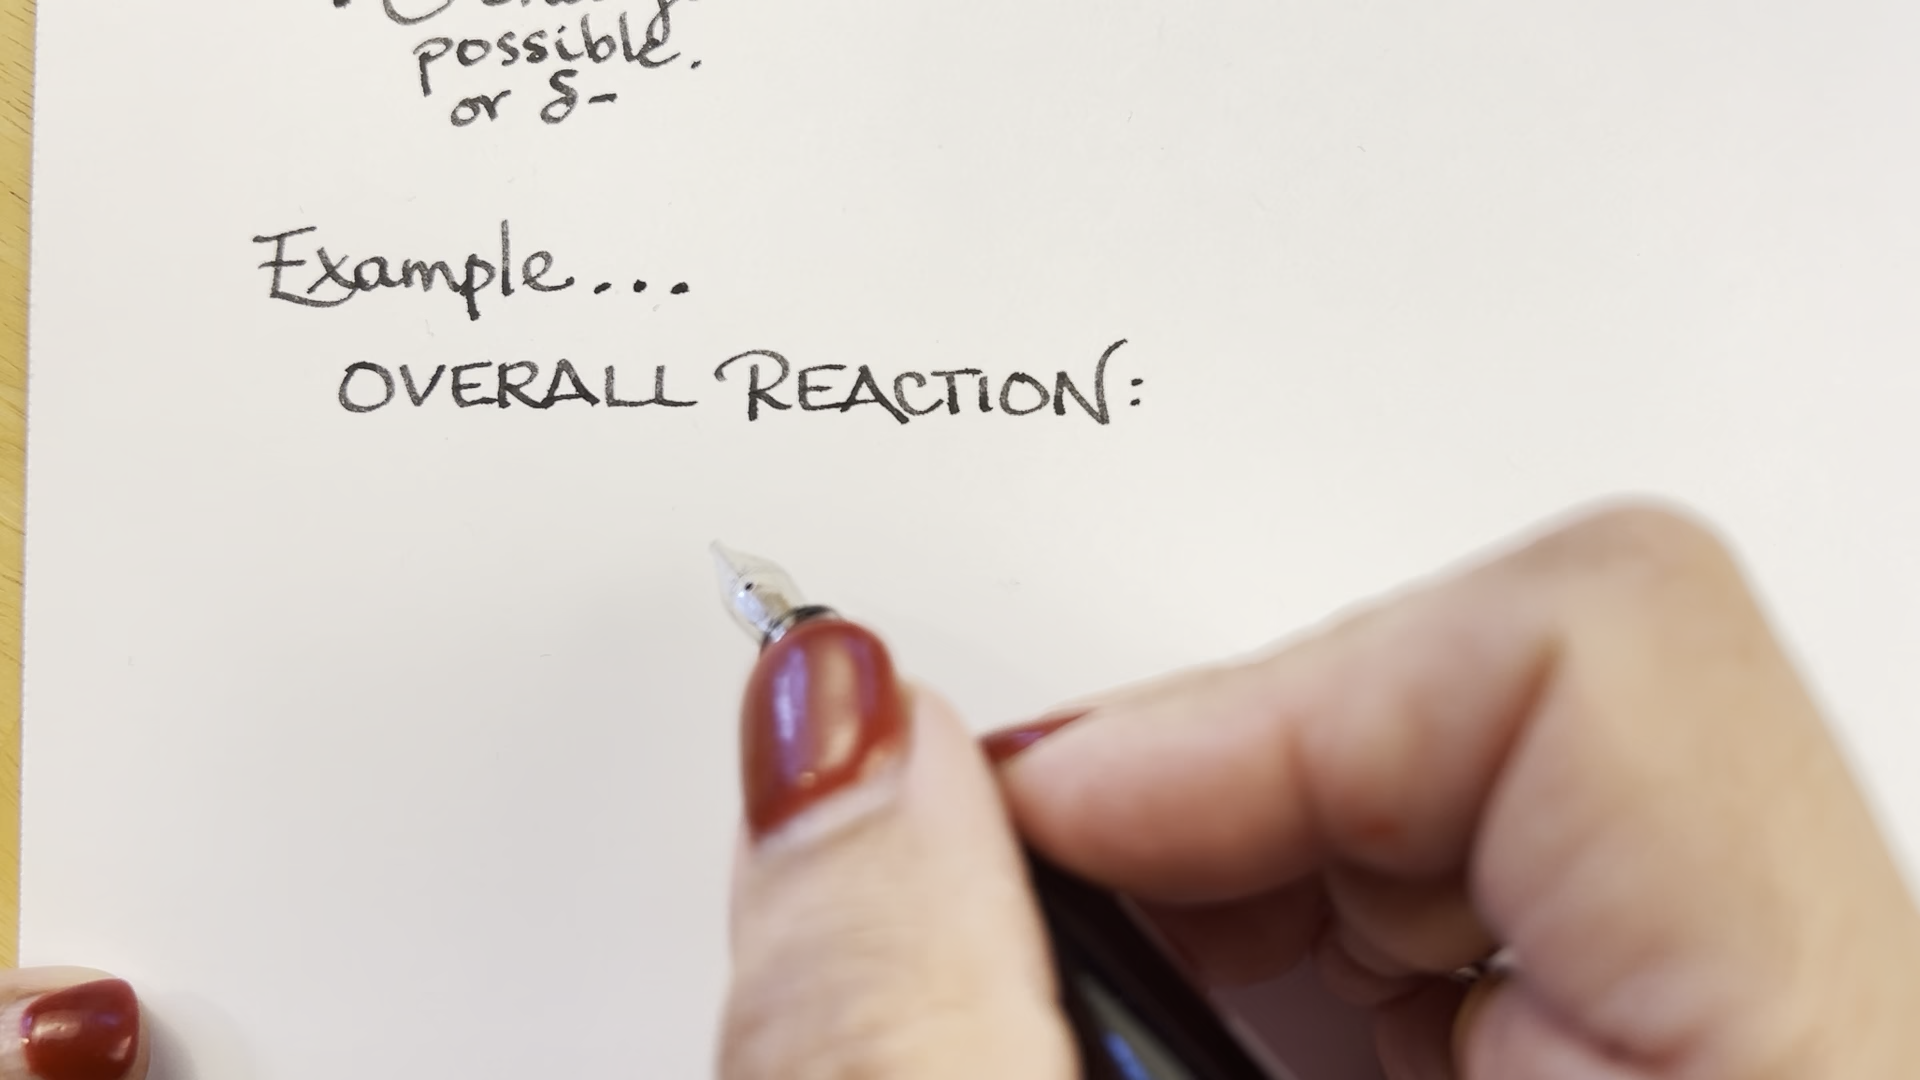 possible.
or δ-
Example...
OVERALL REACTION: